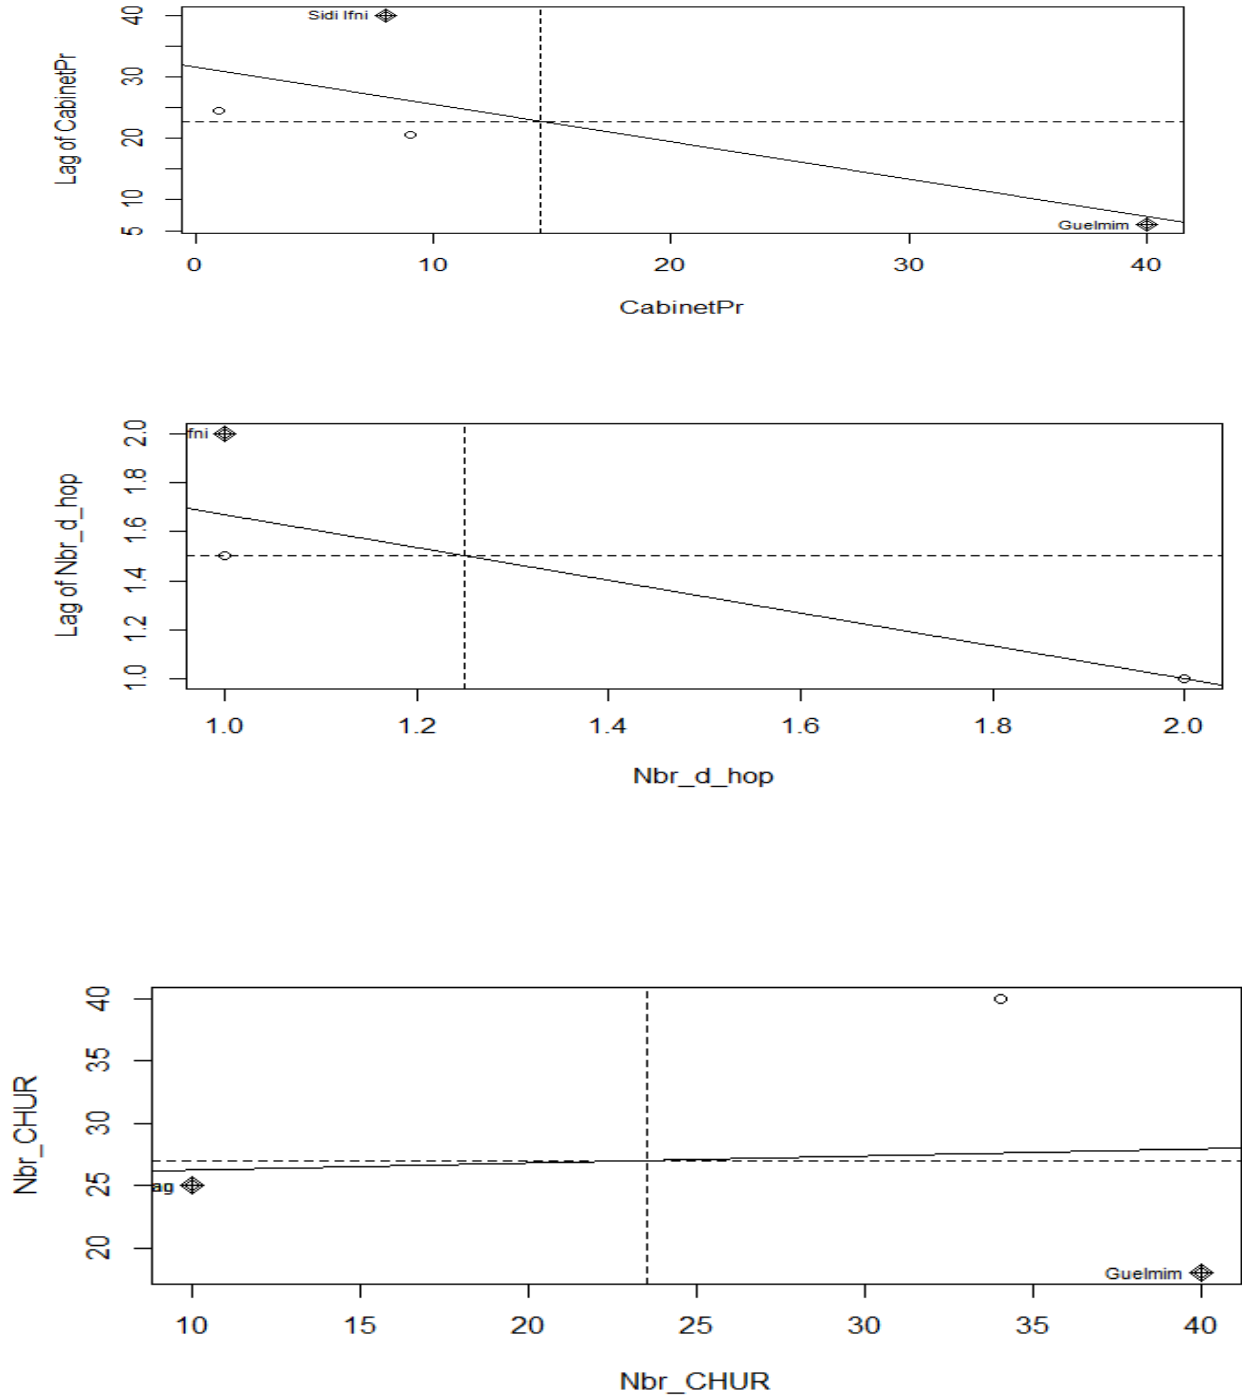 Lag of CabinetPr
40
30
20
10
5
Sidi Ifni
Guelmim
0 10 20 30 40
CabinetPr
Lag of Nbr_d_hop
2.0
1.8
1.6
1.4
1.2
1.0
fni
1.0 1.2 1.4 1.6 1.8 2.0
Nbr_d_hop
Nbr_CHUR
40
35
30
25
20
Guelmim
10 15 20 25 30 35 40
Nbr_CHUR